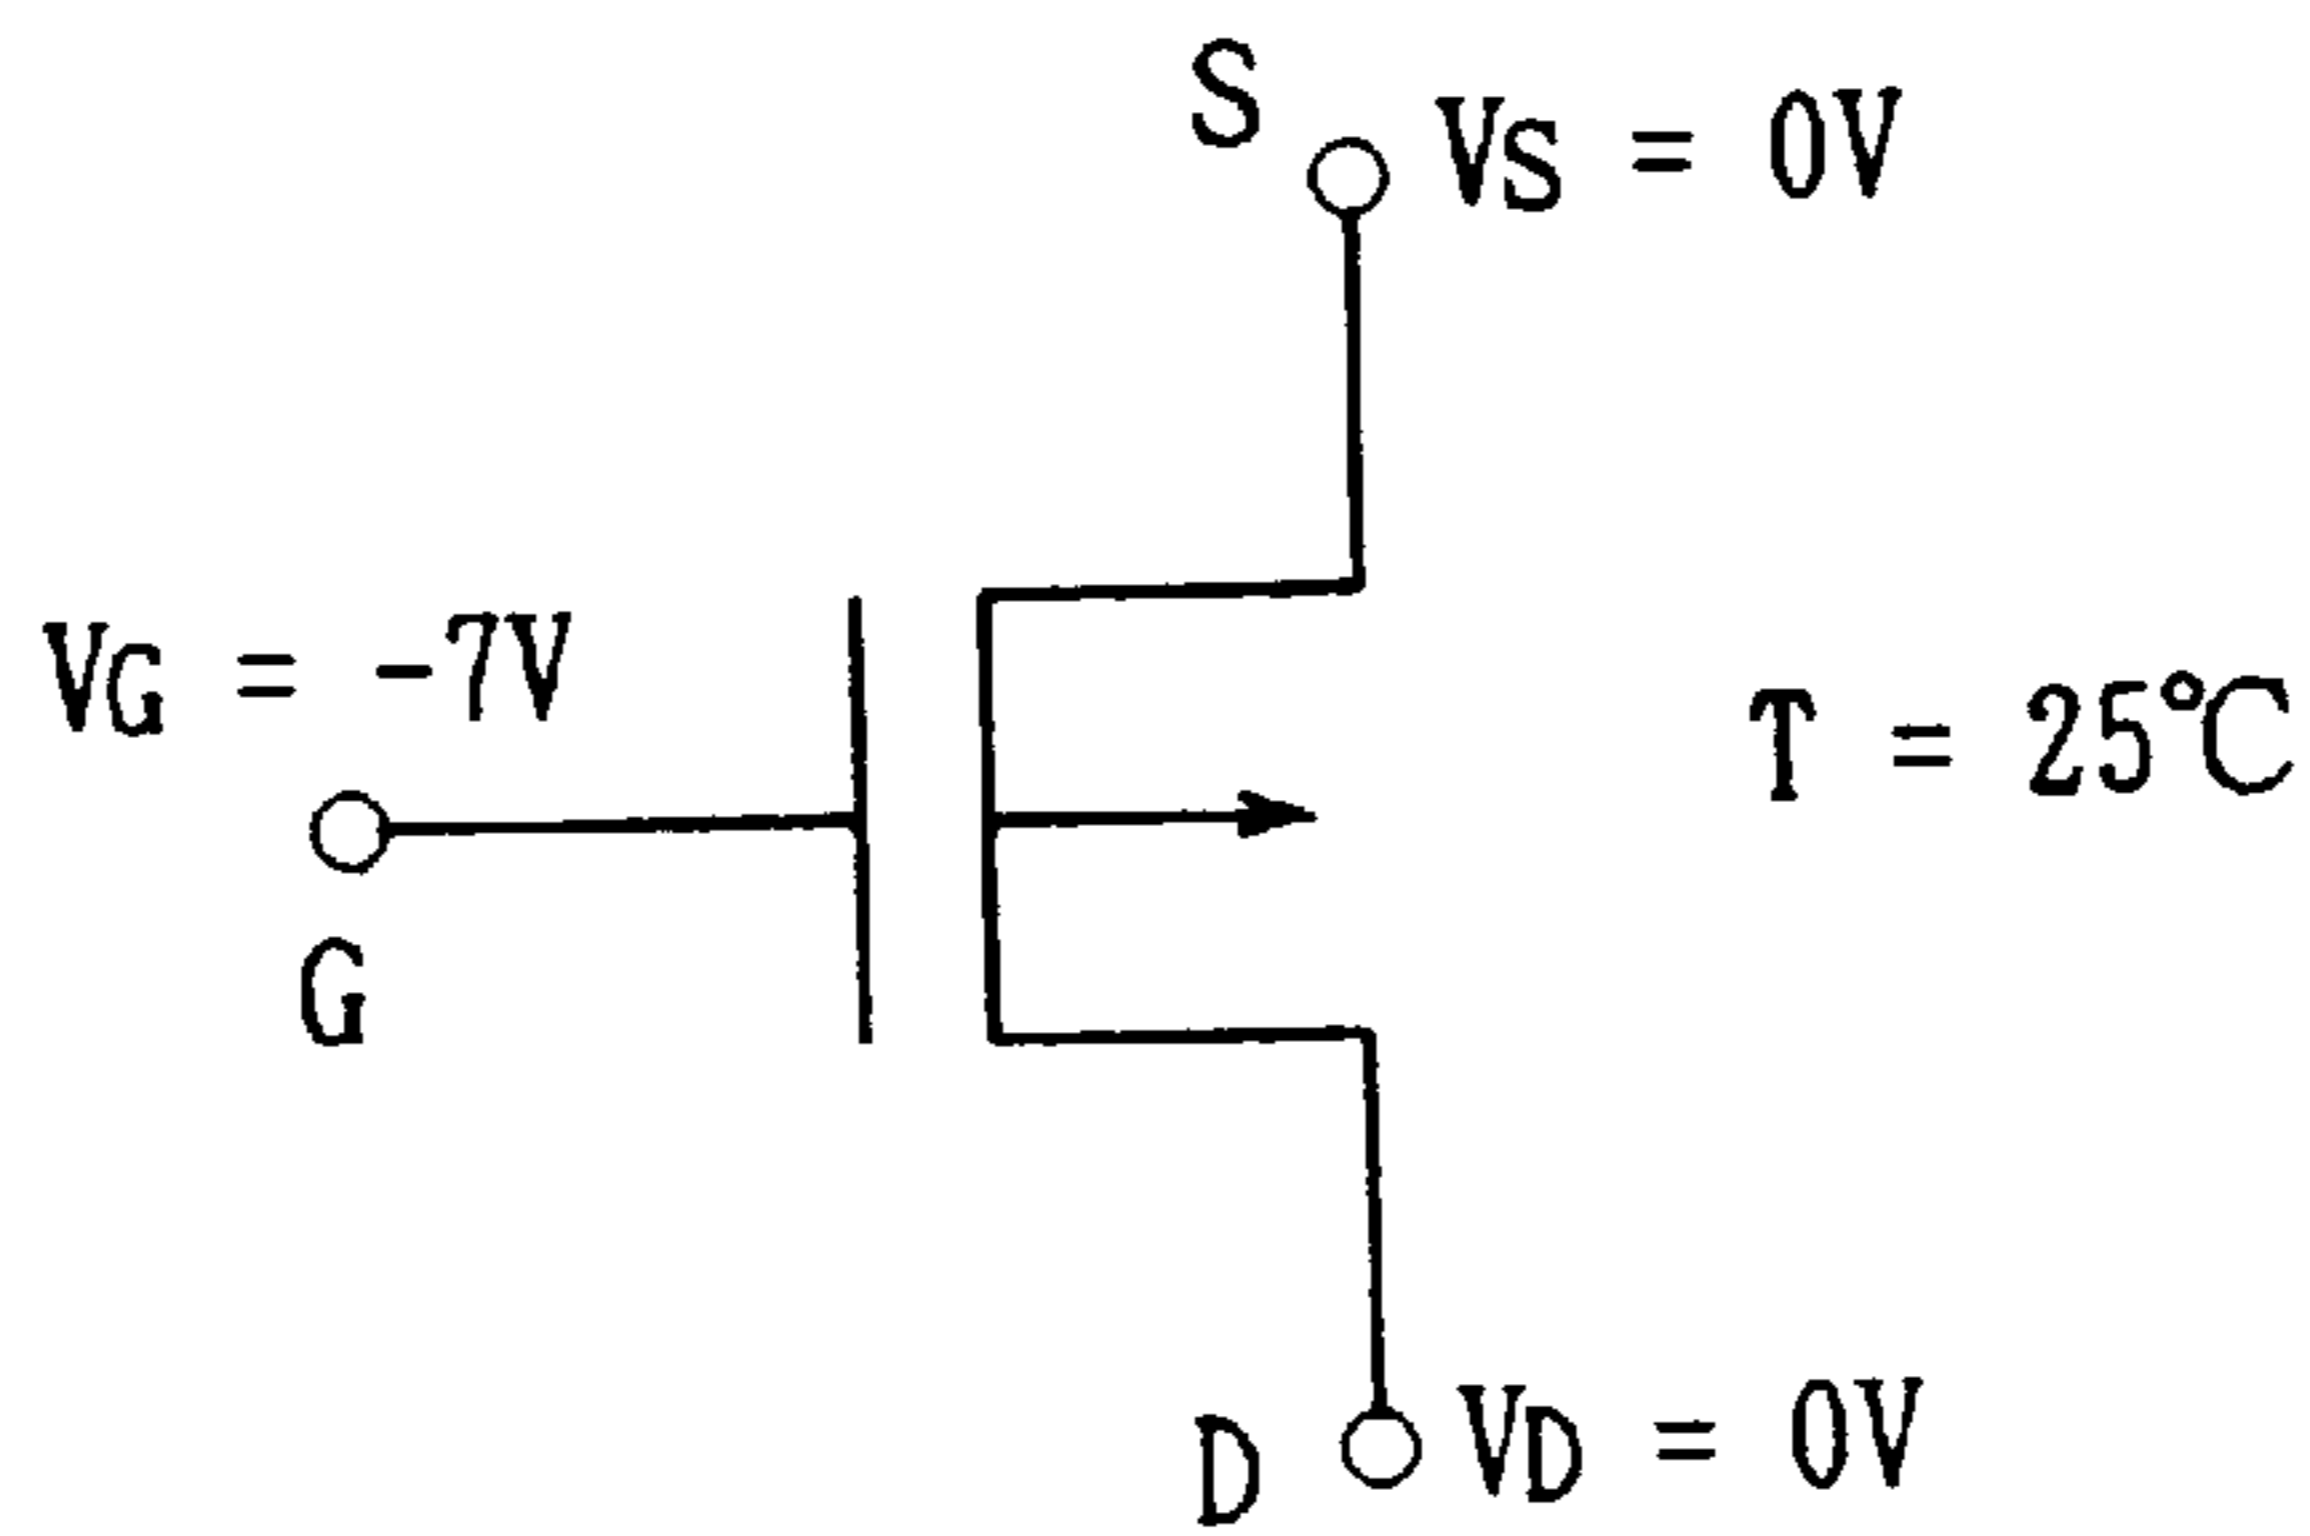 S
VS = 0V
VG = -7V
T = 25℃
G
D
VD = 0V